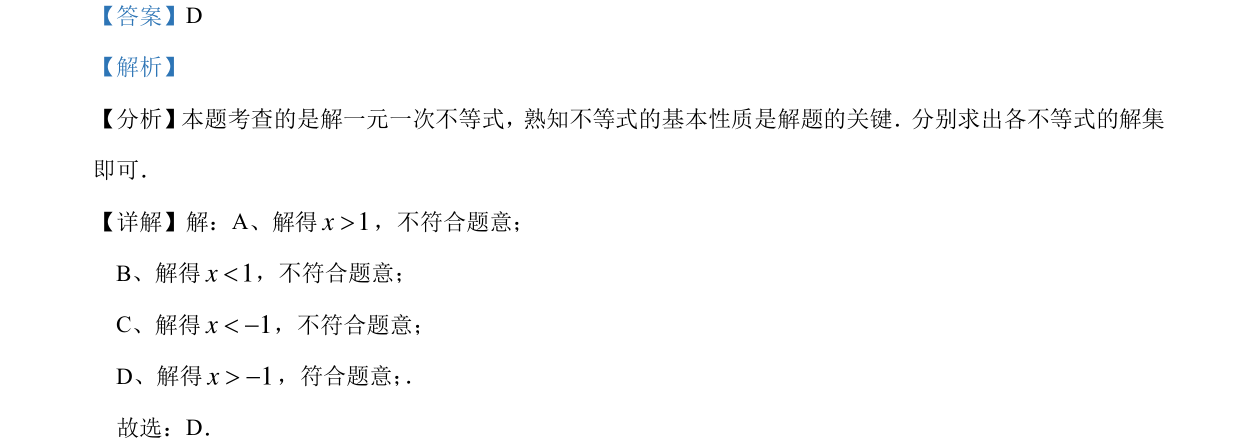 【答案】D
【解析】
【分析】本题考查的是解一元一次不等式，熟知不等式的基本性质是解题的关键．分别求出各不等式的解集
即可．
【详解】解：A、解得 x＞1，不符合题意；
B、解得 x＜1，不符合题意；
C、解得 x＜−1，不符合题意；
D、解得 x＞−1，符合题意；．
故选：D．